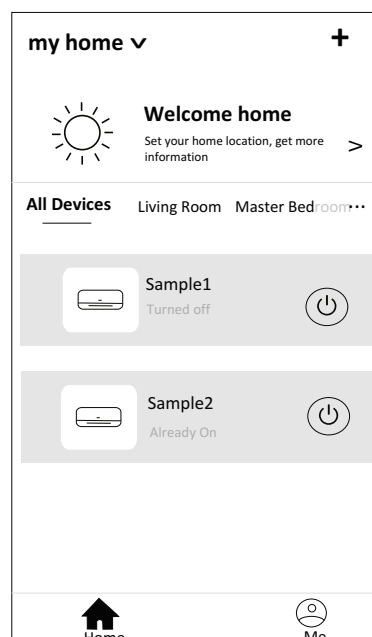 my home
Welcome home
Set your home location, get more
information
All Devices Living Room Master Bedroom ...
Sample1
Turned off
Sample2
Already On
Home Me